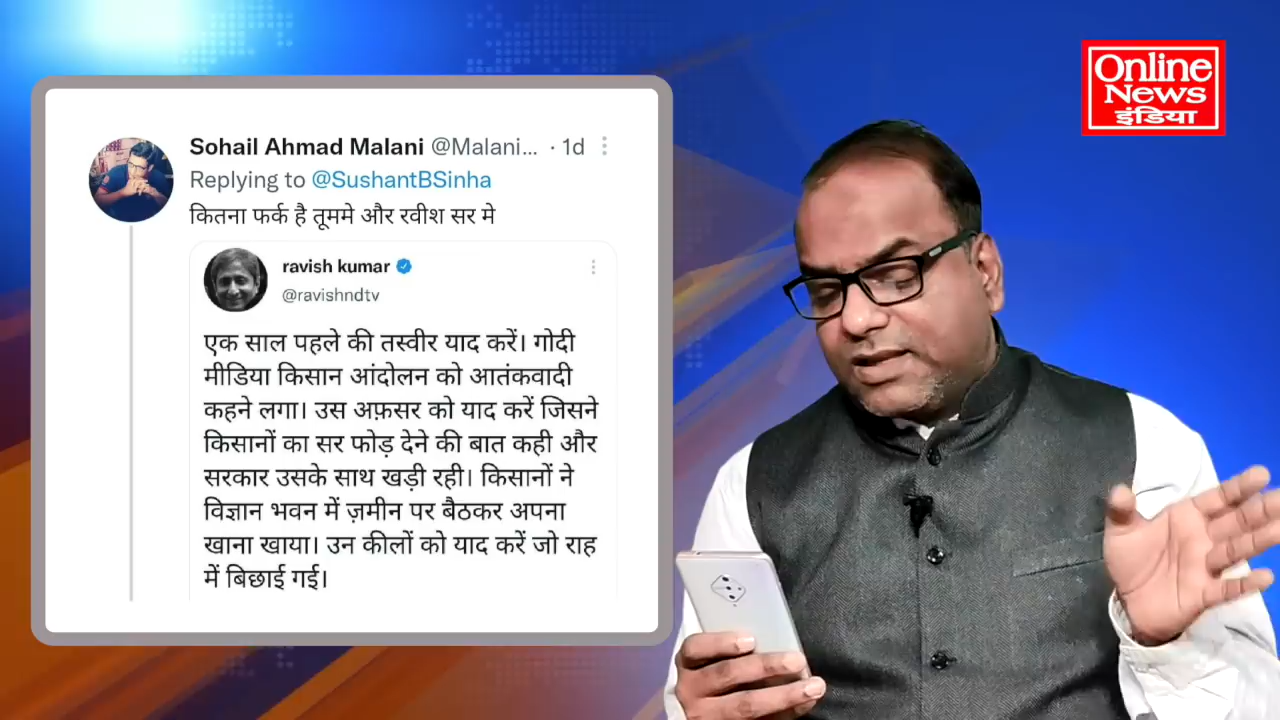 Online
News
इंडिया
Sohail Ahmad Malani @Malani... · 1d
Replying to @SushantBSinha
कितना फर्क है तूममे और रवीश सर मे
ravish kumar
@ravishndtv
एक साल पहले की तस्वीर याद करें। गोदी
मीडिया किसान आंदोलन को आतंकवादी
कहने लगा। उस अफ़सर को याद करें जिसने
किसानों का सर फोड़ देने की बात कही और
सरकार उसके साथ खड़ी रही। किसानों ने
विज्ञान भवन में ज़मीन पर बैठकर अपना
खाना खाया। उन कीलों को याद करें जो राह
में बिछाई गई।